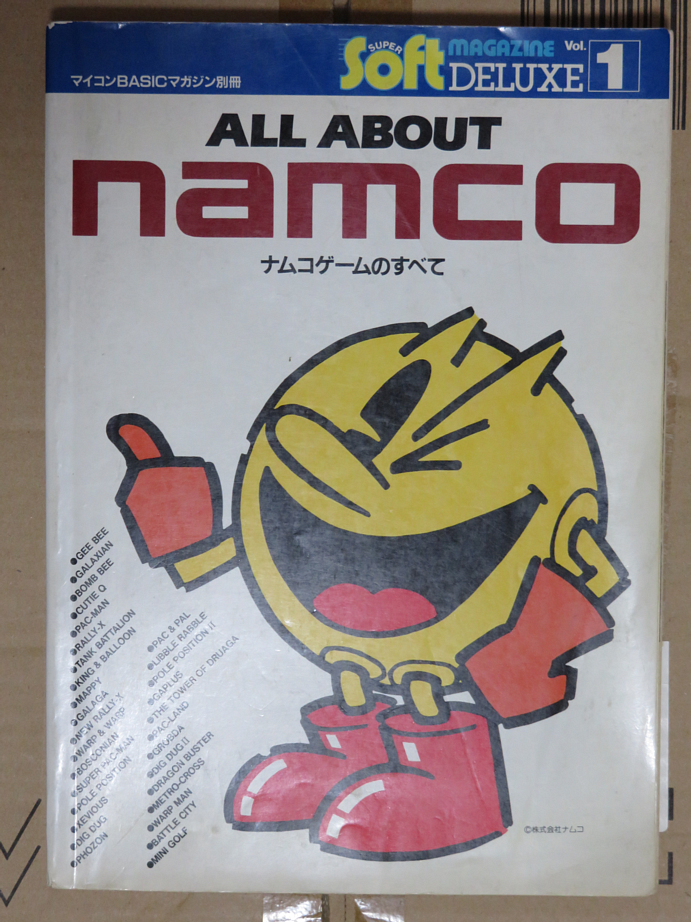 マイコンBASICマガジン別冊
SUPER
Soft
MAGAZINE
DELUXE
Vol.
1
ALL ABOUT
namco
ナムコゲームのすべて
●GEE BEE
●GALAXIAN
●BOMB BEE
●CUTIE Q
●PAC-MAN
●RALLY-X
●TANK BATTALION
●KING & BALLOON
●MAPPY
●GALAGA
●NEW RALLY-X
●WARP & WARP
●BOSCONIAN
●SUPER PAC-MAN
●POLE POSITION
●XEVIOUS
●DIG DUG
●PHOZON
●PAC & PAL
●LIBBLE RABBLE
●POLE POSITION II
●GAPLUS
●THE TOWER OF DRUAGA
●PAC-LAND
●GROBDA
●DIG DUG II
●DRAGON BUSTER
●METRO-CROSS
●WARP MAN
●BATTLE CITY
●MINI GOLF
©株式会社ナムコ